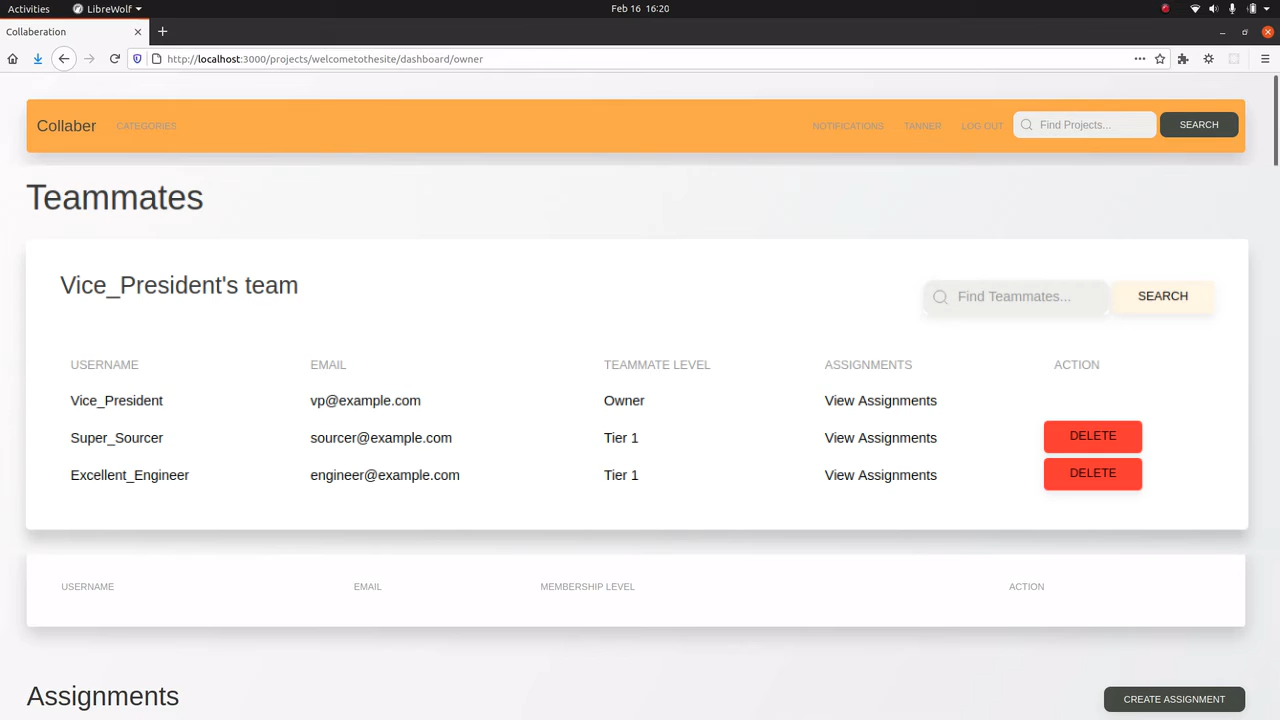 Activities LibreWolf Feb 16 16:20
Collaberation
http://localhost:3000/projects/welcometothesite/dashboard/owner
Collaber CATEGORIES NOTIFICATIONS TANNER LOG OUT Find Projects... SEARCH
Teammates
Vice_President's team
Find Teammates... SEARCH
USERNAME EMAIL TEAMMATE LEVEL ASSIGNMENTS ACTION
Vice_President vp@example.com Owner View Assignments
Super_Sourcer sourcer@example.com Tier 1 View Assignments DELETE
Excellent_Engineer engineer@example.com Tier 1 View Assignments DELETE
USERNAME EMAIL MEMBERSHIP LEVEL ACTION
Assignments CREATE ASSIGNMENT